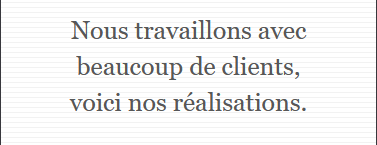 Nous travaillons avec
beaucoup de clients,
voici nos réalisations.